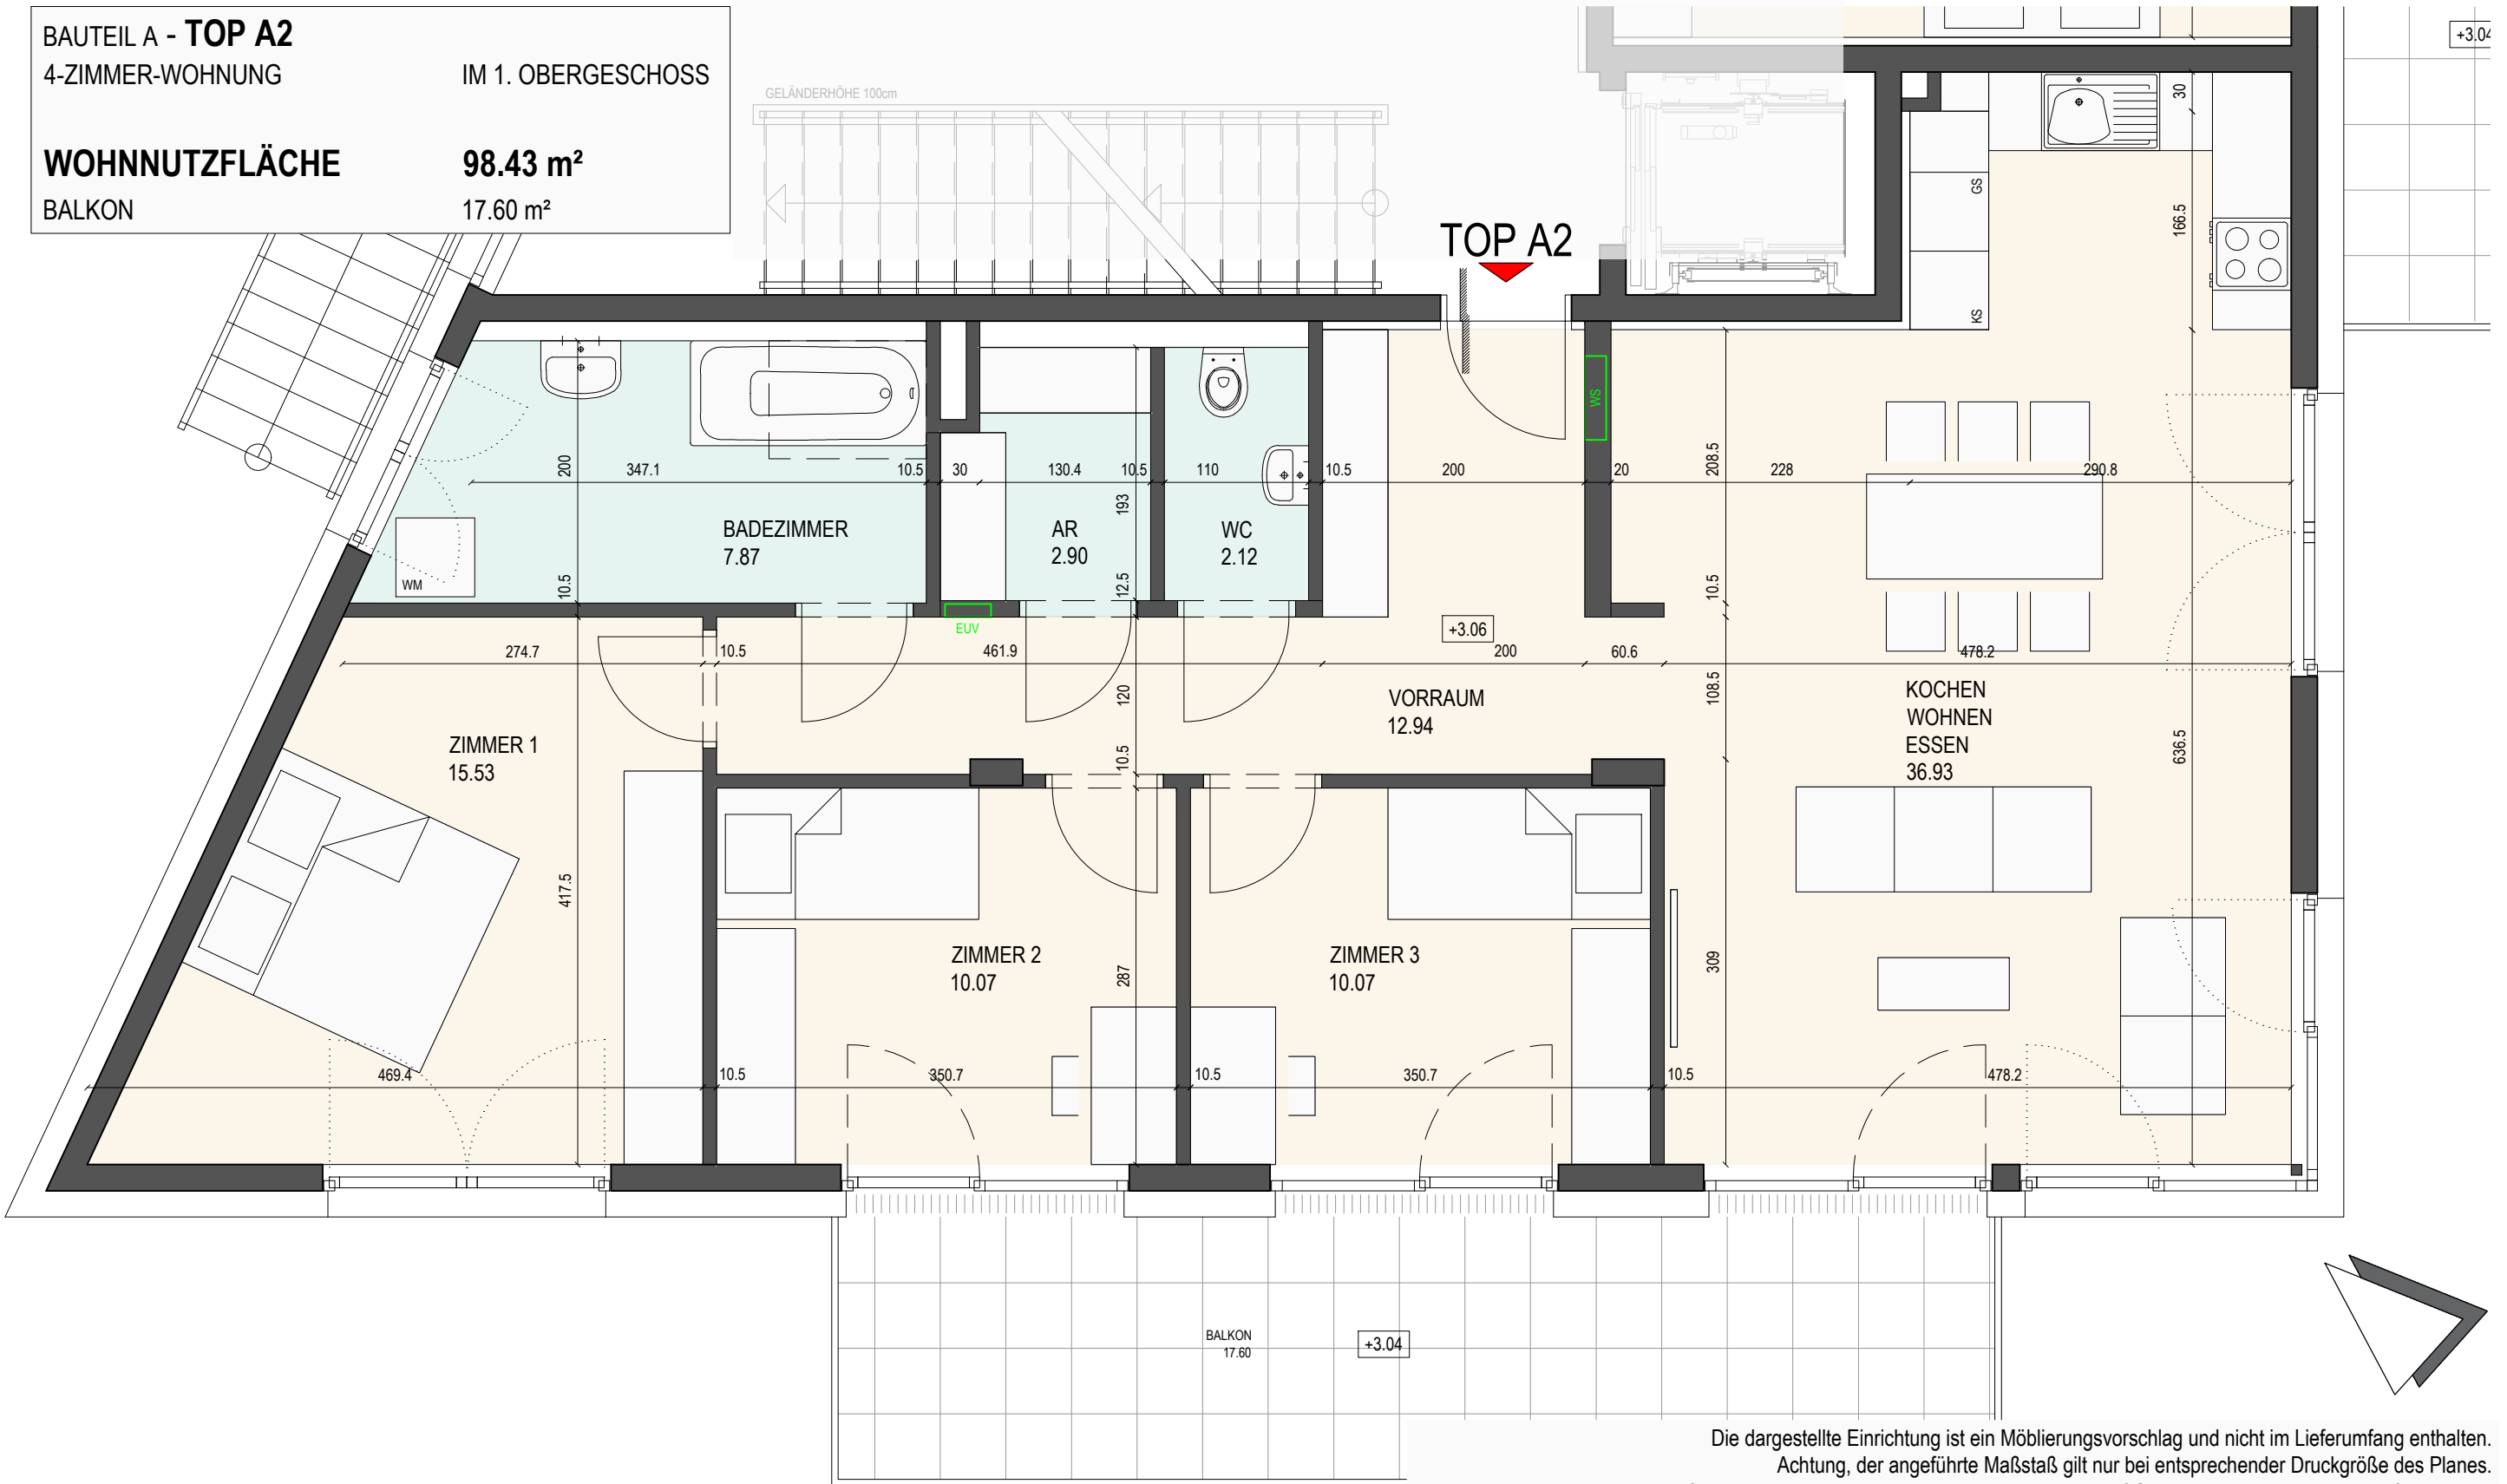 BAUTEIL A - TOP A2
4-ZIMMER-WOHNUNG IM 1. OBERGESCHOSS
WOHNNUTZFLÄCHE 98.43 m²
BALKON 17.60 m²
GELÄNDERHÖHE 100cm
TOP A2
+3.04
30
GS
166.5
KS
WS
200
347.1
10.5
30
130.4
10.5
193
110
10.5
200
20
208.5
228
290.8
BADEZIMMER
7.87
AR
2.90
WC
2.12
WM
10.5
12.5
10.5
EUV
+3.06
274.7
10.5
461.9
200
60.6
478.2
120
108.5
VORRAUM
12.94
KOCHEN
WOHNEN
ESSEN
36.93
ZIMMER 1
15.53
10.5
636.5
417.5
ZIMMER 2
10.07
287
ZIMMER 3
10.07
309
469.4
10.5
350.7
10.5
350.7
10.5
478.2
BALKON
17.60
+3.04
Die dargestellte Einrichtung ist ein Möblierungsvorschlag und nicht im Lieferumfang enthalten.
Achtung, der angeführte Maßstaß gilt nur bei entsprechender Druckgröße des Planes.